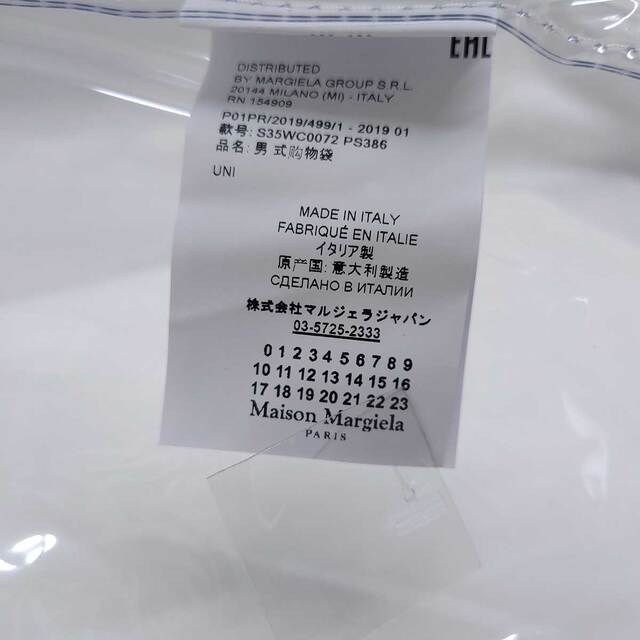 EAC
DISTRIBUTED
BY MARGIELA GROUP S.R.L.
20144 MILANO (MI) - ITALY
RN 154909
P01PR/2019/499/1 - 2019 01
款号: S35WC0072 PS386
品名: 男式购物袋
UNI
MADE IN ITALY
FABRIQUÉ EN ITALIE
イタリア製
原产国: 意大利製造
СДЕЛАНО В ИТАЛИИ
株式会社マルジェラジャパン
03-5725-2333
0 1 2 3 4 5 6 7 8 9
10 11 12 13 14 15 16
17 18 19 20 21 22 23
Maison Margiela
PARIS